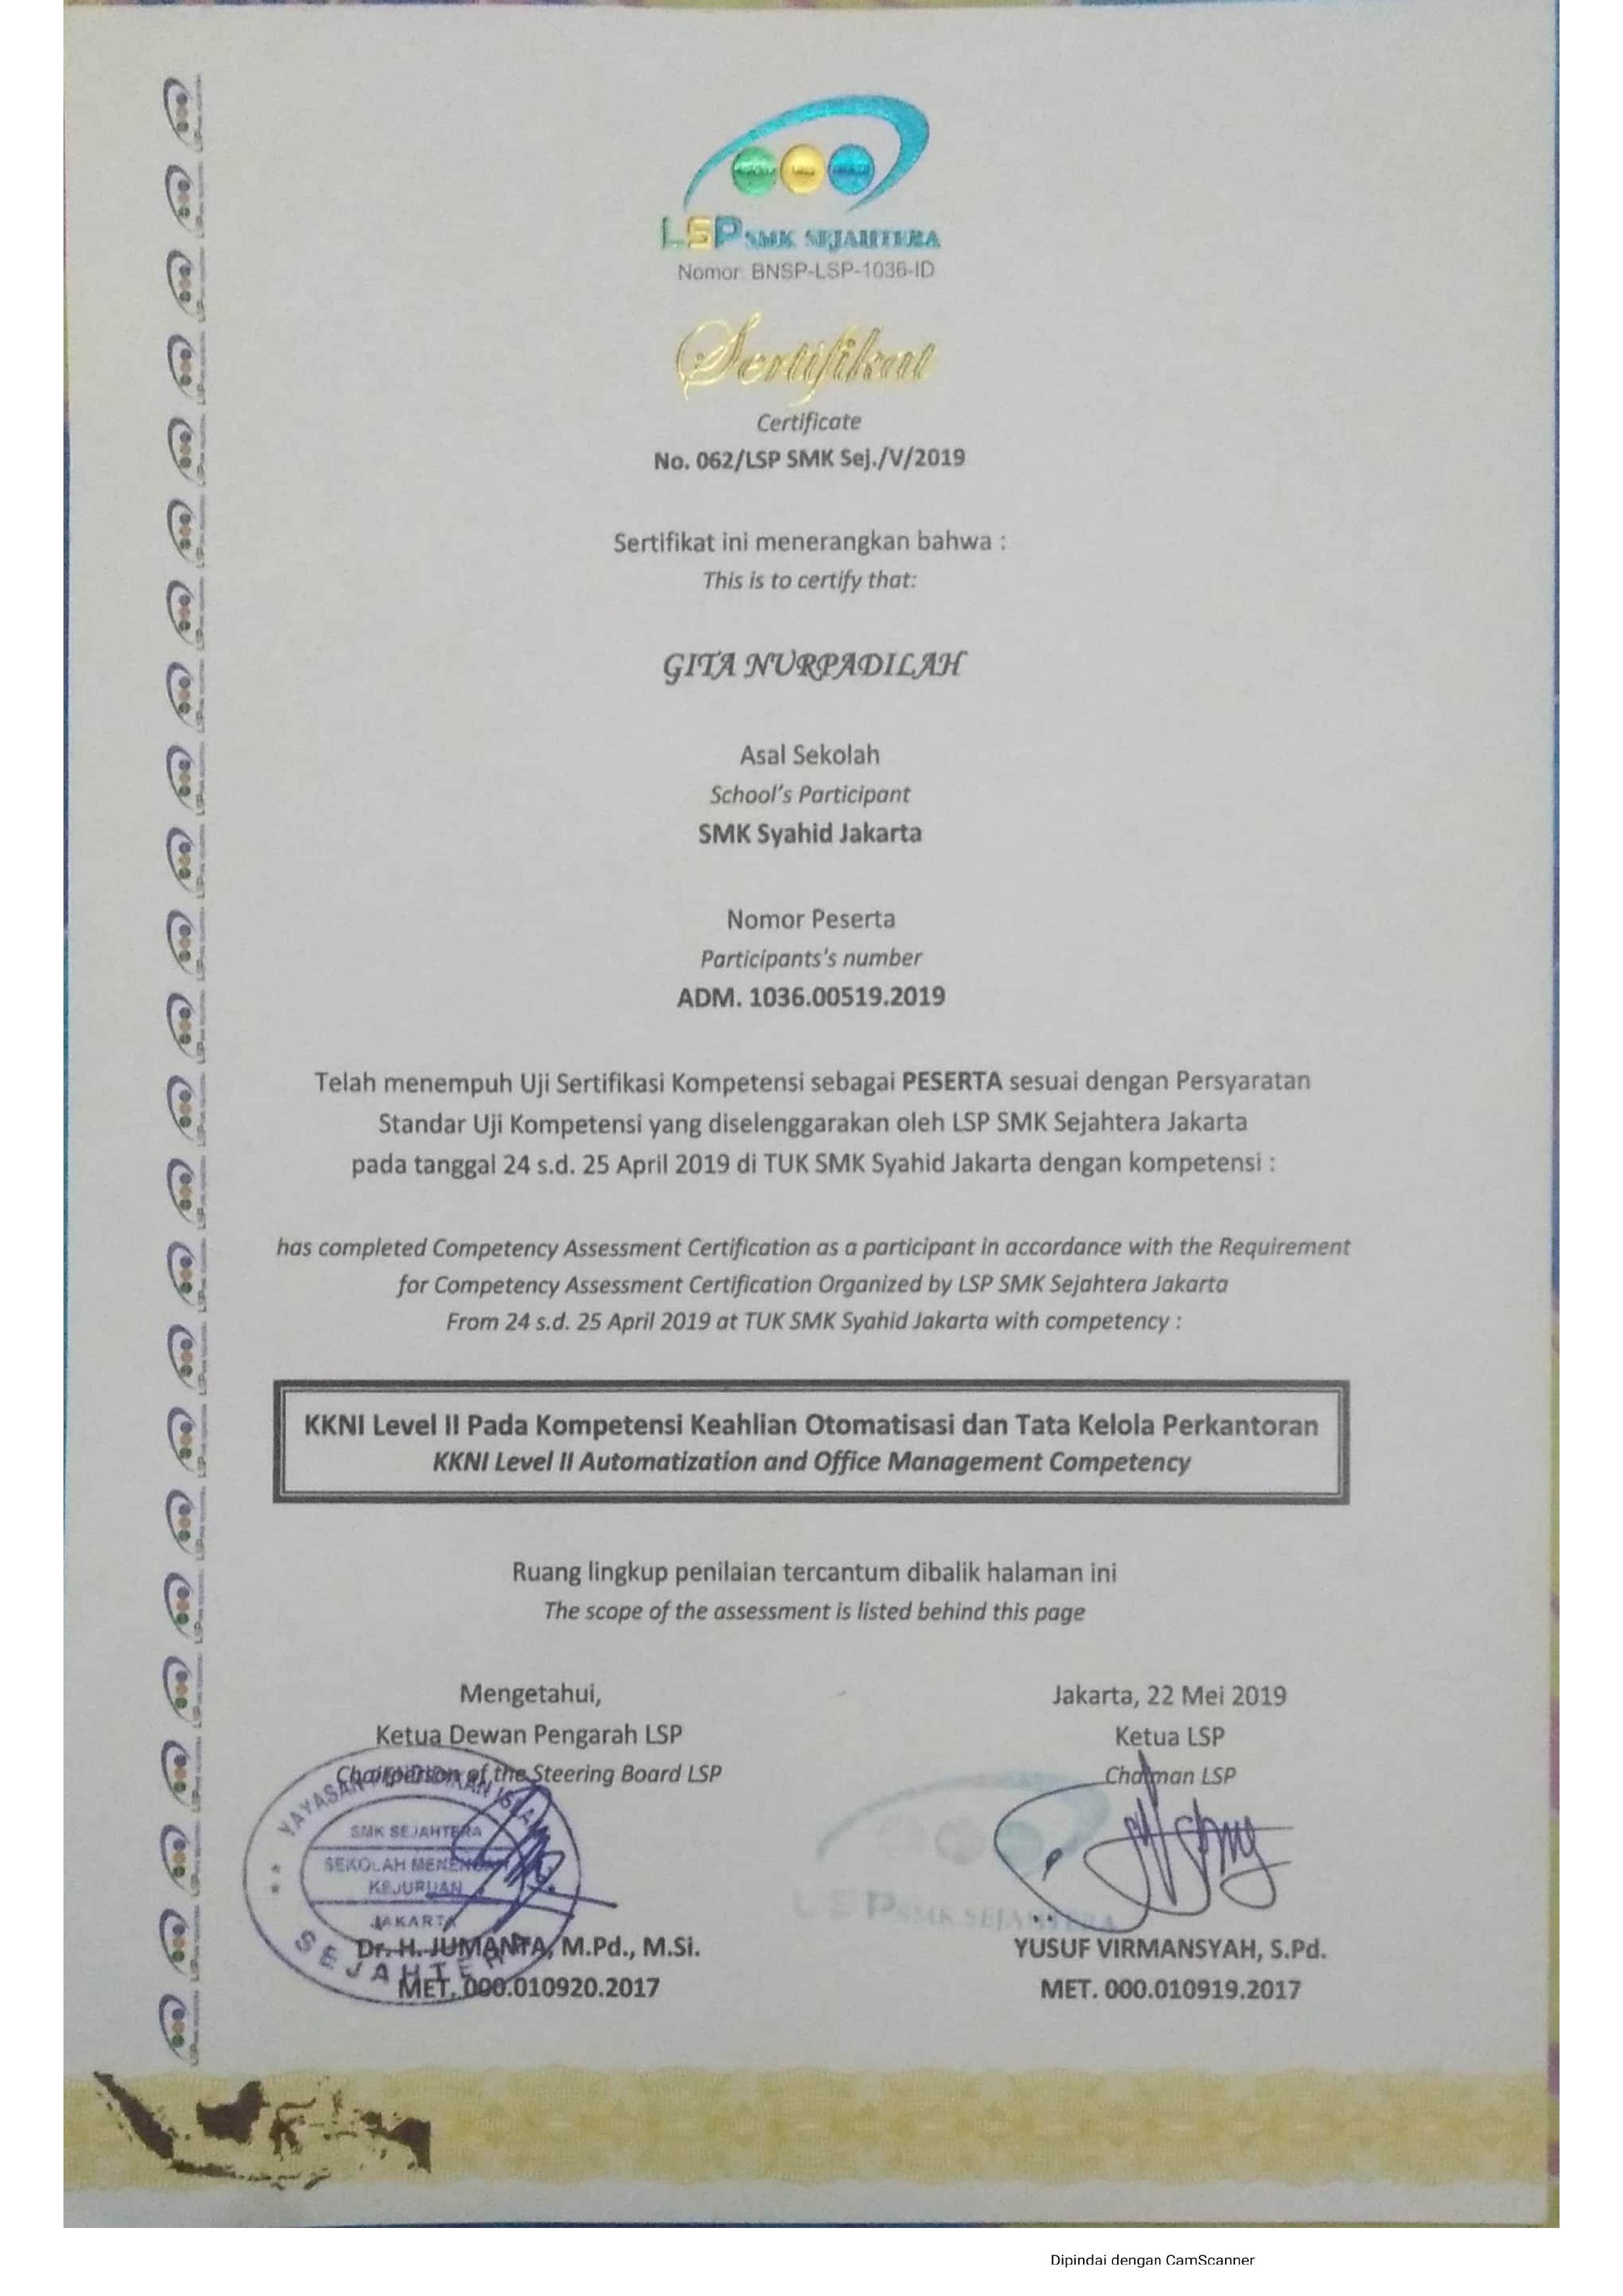 LSP SMK SEJAHTERA
Nomor: BNSP-LSP-1036-ID
Sertifikat
Certificate
No. 062/LSP SMK Sej./V/2019
Sertifikat ini menerangkan bahwa :
This is to certify that:
GITA NURPADILAH
Asal Sekolah
School's Participant
SMK Syahid Jakarta
Nomor Peserta
Participants's number
ADM. 1036.00519.2019
Telah menempuh Uji Sertifikasi Kompetensi sebagai PESERTA sesuai dengan Persyaratan
Standar Uji Kompetensi yang diselenggarakan oleh LSP SMK Sejahtera Jakarta
pada tanggal 24 s.d. 25 April 2019 di TUK SMK Syahid Jakarta dengan kompetensi :
has completed Competency Assessment Certification as a participant in accordance with the Requirement
for Competency Assessment Certification Organized by LSP SMK Sejahtera Jakarta
From 24 s.d. 25 April 2019 at TUK SMK Syahid Jakarta with competency :
KKNI Level II Pada Kompetensi Keahlian Otomatisasi dan Tata Kelola Perkantoran
KKNI Level II Automatization and Office Management Competency
Ruang lingkup penilaian tercantum dibalik halaman ini
The scope of the assessment is listed behind this page
Mengetahui,
Ketua Dewan Pengarah LSP
Chairperson of the Steering Board LSP
YAYASAN PENDIDIKAN ISLAM
SMK SEJAHTERA
SEKOLAH MENENGAH
KEJURUAN
JAKARTA
SEJAHTERA
Dr. H. JUMANTA, M.Pd., M.Si.
MET. 000.010920.2017
Jakarta, 22 Mei 2019
Ketua LSP
Chaiman LSP
LSP SMK SEJAHTERA
YUSUF VIRMANSYAH, S.Pd.
MET. 000.010919.2017
Dipindai dengan CamScanner